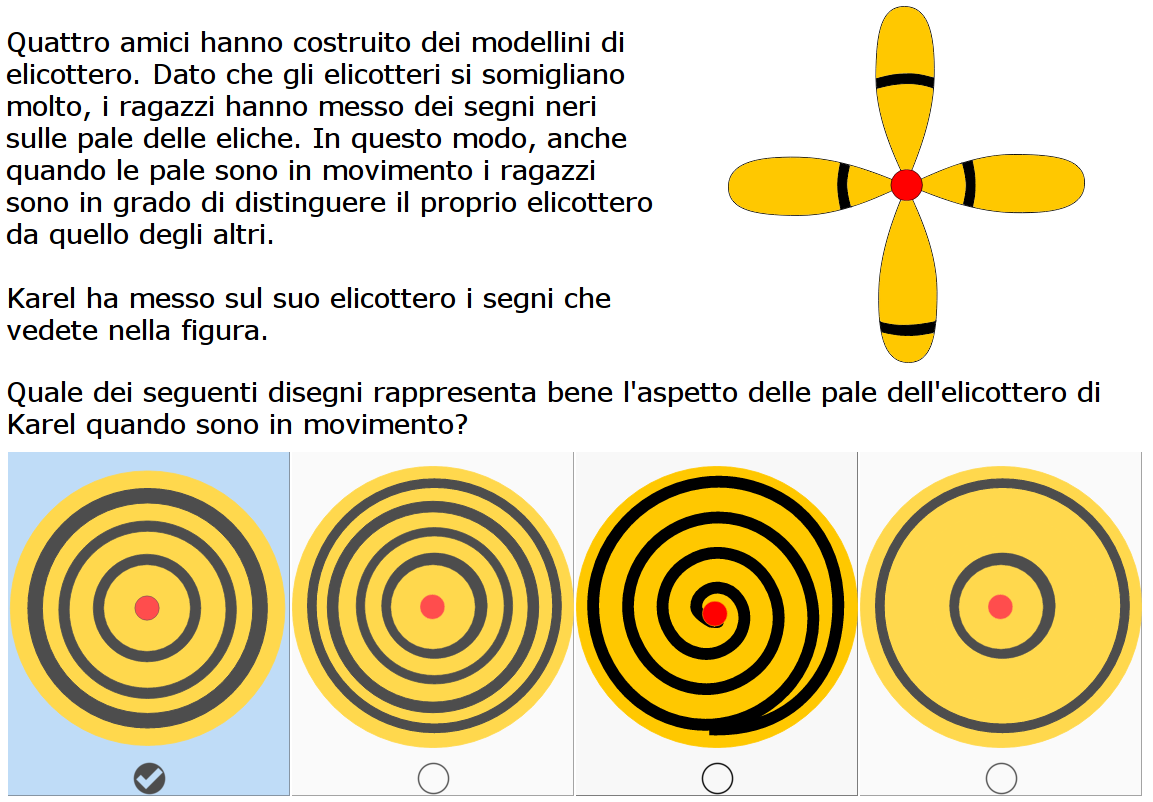 Quattro amici hanno costruito dei modellini di
elicottero. Dato che gli elicotteri si somigliano
molto, i ragazzi hanno messo dei segni neri
sulle pale delle eliche. In questo modo, anche
quando le pale sono in movimento i ragazzi
sono in grado di distinguere il proprio elicottero
da quello degli altri.
Karel ha messo sul suo elicottero i segni che
vedete nella figura.
Quale dei seguenti disegni rappresenta bene l'aspetto delle pale dell'elicottero di
Karel quando sono in movimento?